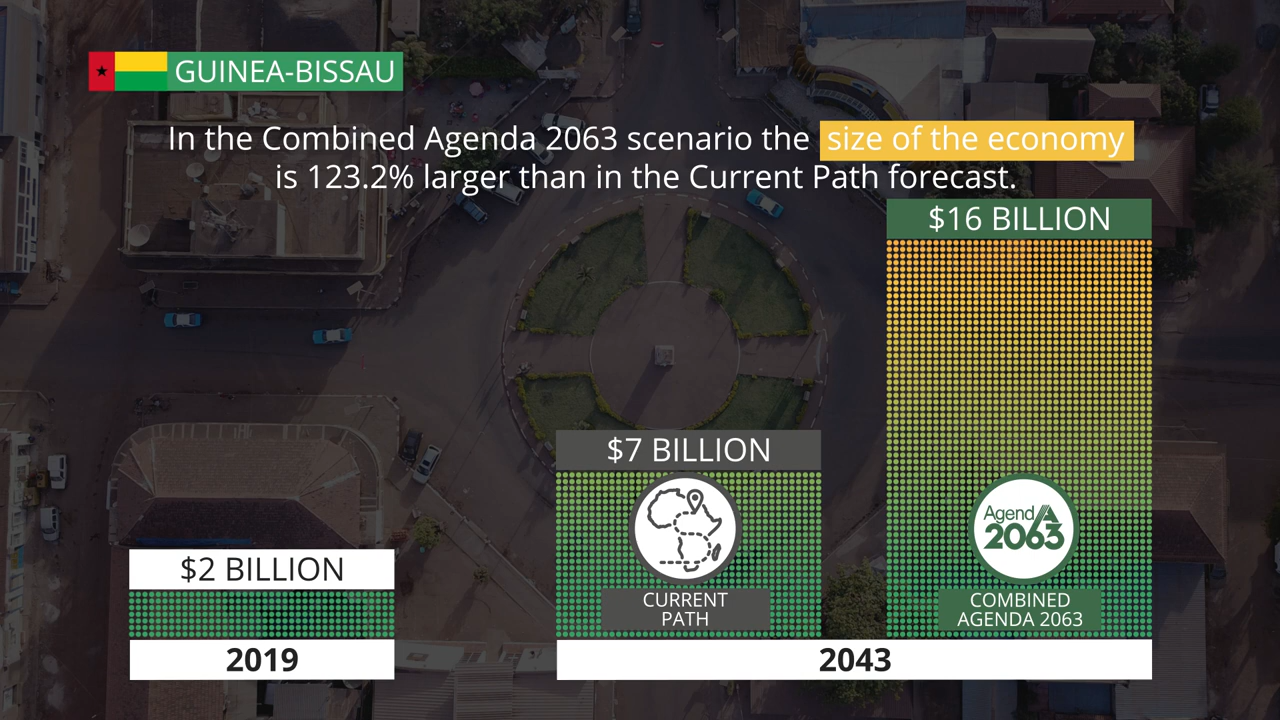 GUINEA-BISSAU
In the Combined Agenda 2063 scenario the size of the economy
is 123.2% larger than in the Current Path forecast.
$16 BILLION
$7 BILLION
$2 BILLION
Agenda
2063
CURRENT
PATH
COMBINED
AGENDA 2063
2019
2043